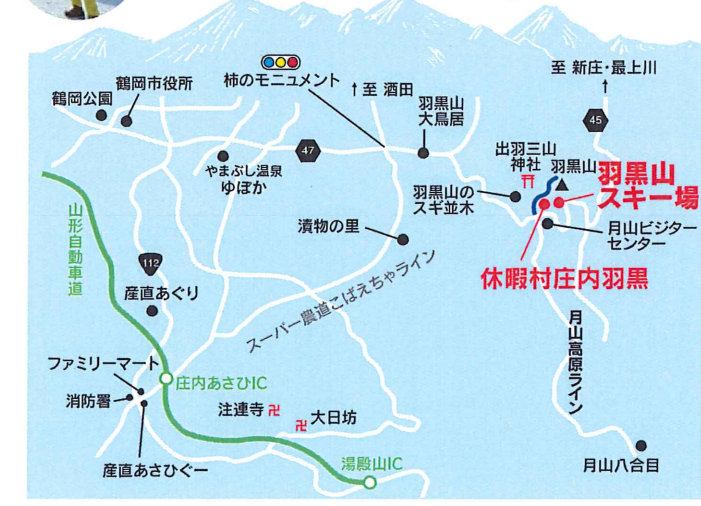 至 新庄・最上川
↑
柿のモニュメント
↑至 酒田
鶴岡市役所
鶴岡公園
羽黒山
大鳥居
45
47
出羽三山
神社
羽黒山
羽黒山
スキー場
やまぶし温泉
ゆぽか
羽黒山の
スギ並木
山形自動車道
漬物の里
月山ビジター
センター
112
休暇村庄内羽黒
産直あぐり
スーパー農道こばえちゃライン
月山高原ライン
ファミリーマート
庄内あさひIC
消防署
注連寺
大日坊
産直あさひぐー
湯殿山IC
月山八合目